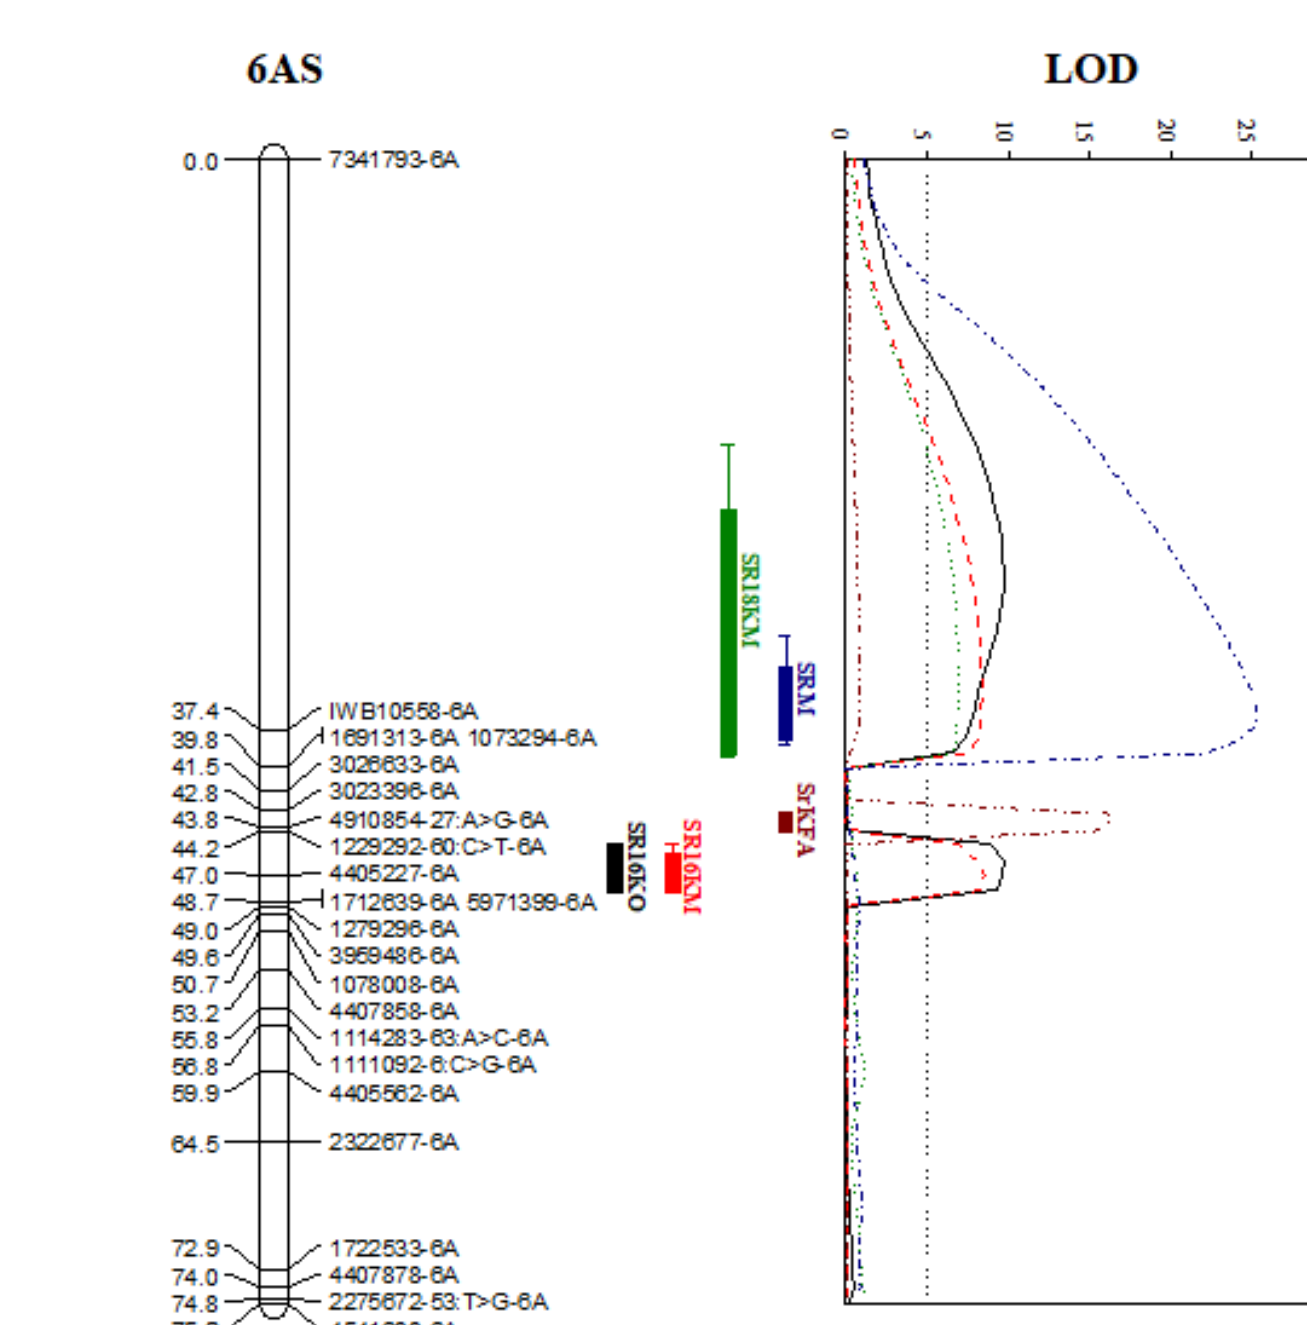 6AS LOD
0 5 10 15 20 25
0.0 7341793-6A
37.4 IWB10558-6A
39.8 1691313-6A 1073294-6A
41.5 3026633-6A
42.8 3023396-6A
43.8 4910854-27:A>G-6A
44.2 1229292-60:C>T-6A
47.0 4405227-6A
48.7 1712639-6A 5971399-6A
49.0 1279296-6A
49.6 3959486-6A
50.7 1078008-6A
53.2 4407858-6A
55.8 1114283-63:A>C-6A
56.8 1111092-6:C>G-6A
59.9 4405562-6A
64.5 2322677-6A
72.9 1722533-6A
74.0 4407878-6A
74.8 2275672-53:T>G-6A
SR16KO
SR16KM
SR18KM
SRM
SrKFA